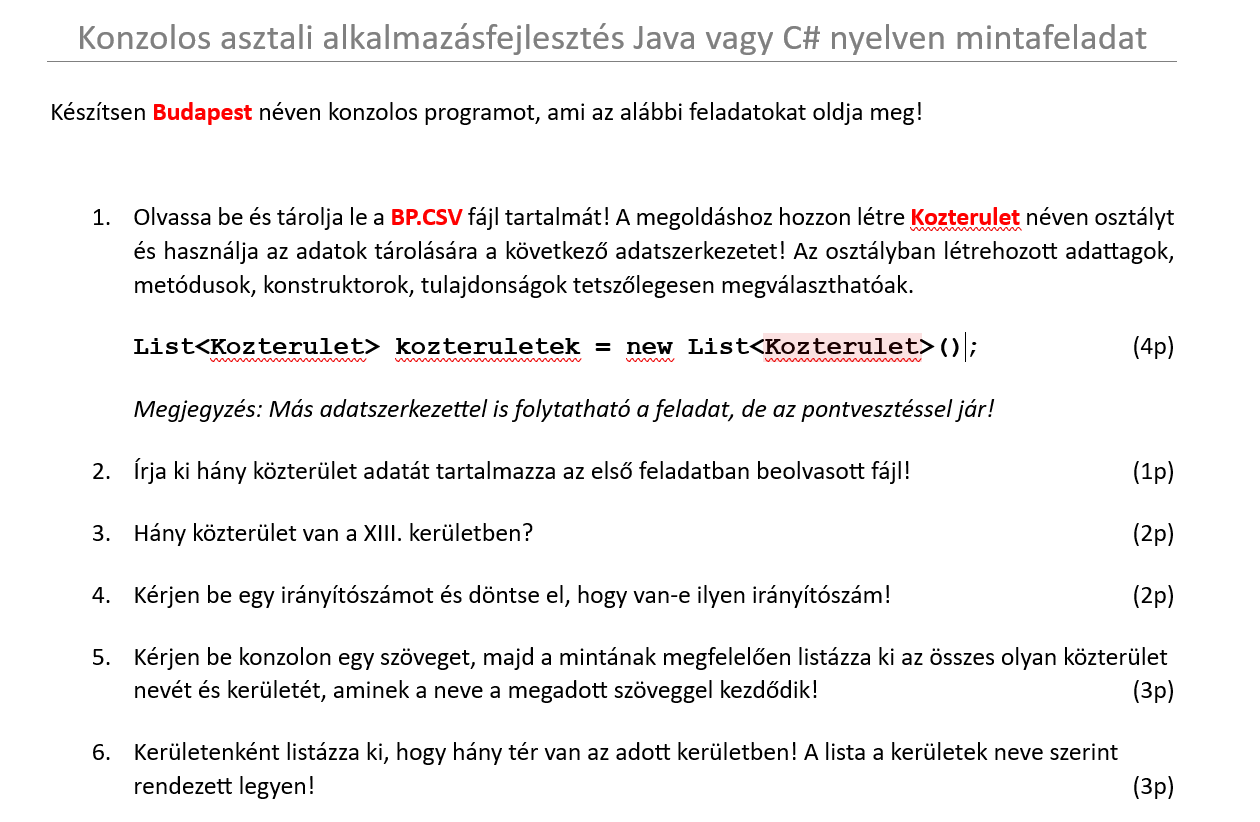 Konzolos asztali alkalmazásfejlesztés Java vagy C# nyelven mintafeladat
Készítsen Budapest néven konzolos programot, ami az alábbi feladatokat oldja meg!
1. Olvassa be és tárolja le a BP.CSV fájl tartalmát! A megoldáshoz hozzon létre Kozterulet néven osztályt
és használja az adatok tárolására a következő adatszerkezetet! Az osztályban létrehozott adattagok,
metódusok, konstruktorok, tulajdonságok tetszőlegesen megválaszthatóak.
List<Kozterulet> kozteruletek = new List<Kozterulet>(); (4p)
Megjegyzés: Más adatszerkezettel is folytatható a feladat, de az pontvesztéssel jár!
2. Írja ki hány közterület adatát tartalmazza az első feladatban beolvasott fájl! (1p)
3. Hány közterület van a XIII. kerületben? (2p)
4. Kérjen be egy irányítószámot és döntse el, hogy van-e ilyen irányítószám! (2p)
5. Kérjen be konzolon egy szöveget, majd a mintának megfelelően listázza ki az összes olyan közterület
nevét és kerületét, aminek a neve a megadott szöveggel kezdődik! (3p)
6. Kerületenként listázza ki, hogy hány tér van az adott kerületben! A lista a kerületek neve szerint
rendezett legyen! (3p)